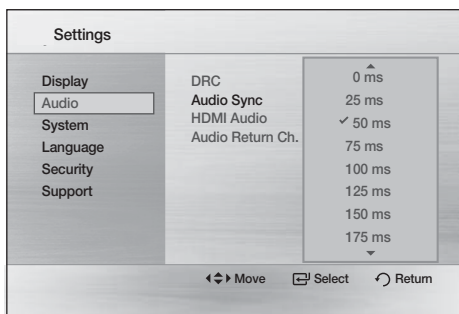 Settings
Display
Audio
System
Language
Security
Support
DRC
Audio Sync
HDMI Audio
Audio Return Ch.
0 ms
25 ms
✓ 50 ms
75 ms
100 ms
125 ms
150 ms
175 ms
Move Select Return